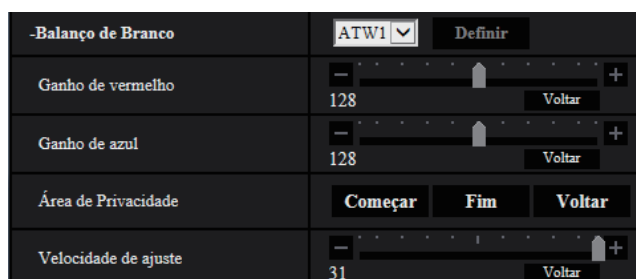 -Balanço de Branco ATW1 Definir
Ganho de vermelho
128 Voltar
Ganho de azul
128 Voltar
Área de Privacidade Começar Fim Voltar
Velocidade de ajuste
31 Voltar